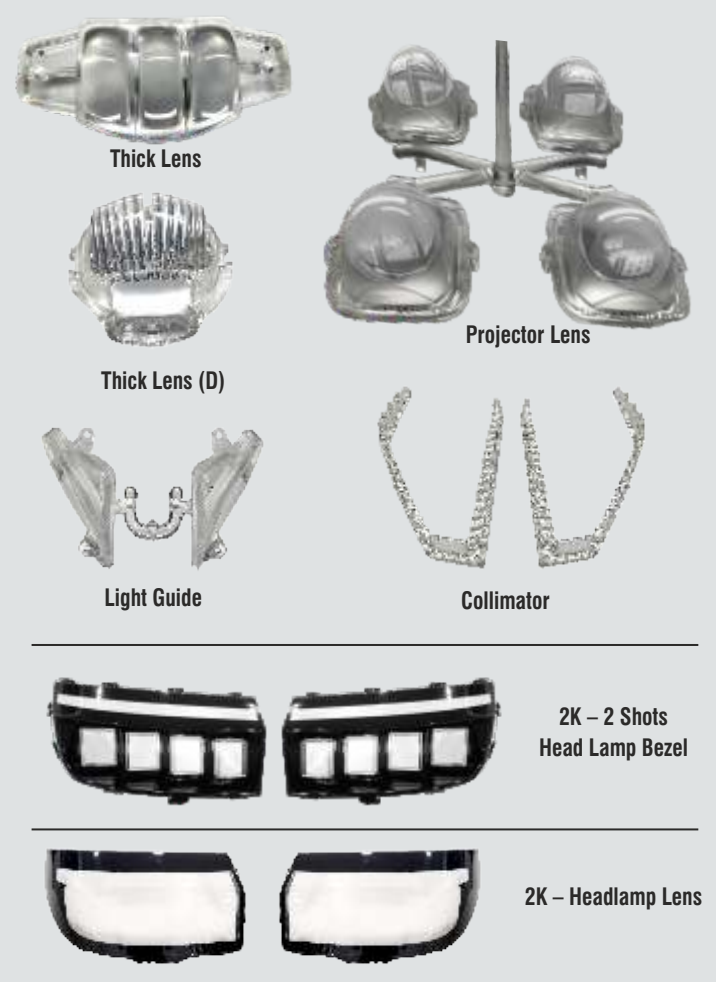 Thick Lens
Projector Lens
Thick Lens (D)
Light Guide
Collimator
2K – 2 Shots
Head Lamp Bezel
2K – Headlamp Lens